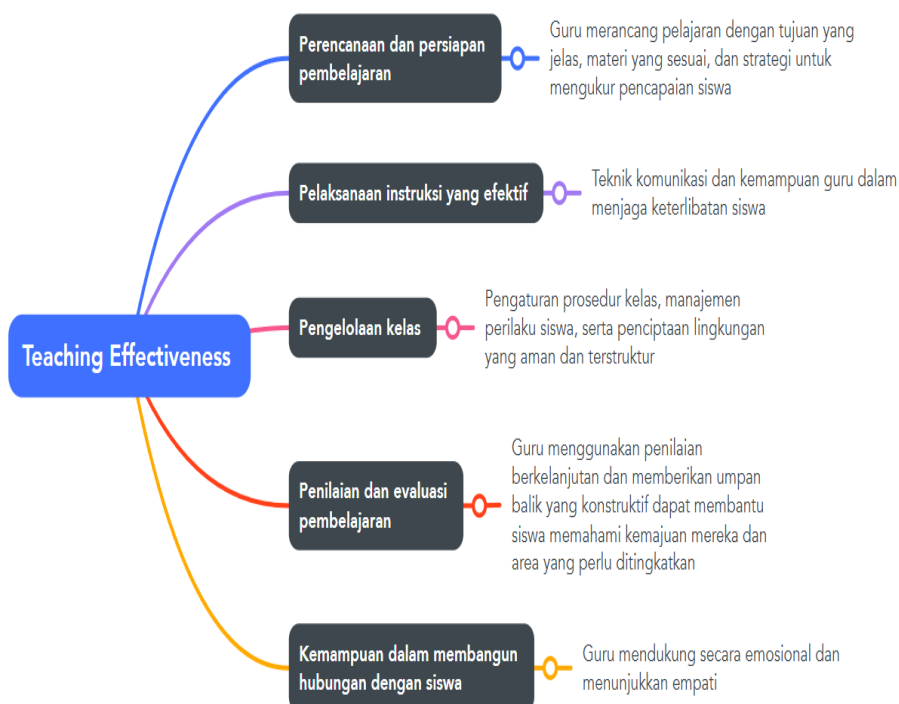 Teaching Effectiveness
Perencanaan dan persiapan
pembelajaran
Guru merancang pelajaran dengan tujuan yang
jelas, materi yang sesuai, dan strategi untuk
mengukur pencapaian siswa
Pelaksanaan instruksi yang efektif
Teknik komunikasi dan kemampuan guru dalam
menjaga keterlibatan siswa
Pengelolaan kelas
Pengaturan prosedur kelas, manajemen
perilaku siswa, serta penciptaan lingkungan
yang aman dan terstruktur
Penilaian dan evaluasi
pembelajaran
Guru menggunakan penilaian
berkelanjutan dan memberikan umpan
balik yang konstruktif dapat membantu
siswa memahami kemajuan mereka dan
area yang perlu ditingkatkan
Kemampuan dalam membangun
hubungan dengan siswa
Guru mendukung secara emosional dan
menunjukkan empati